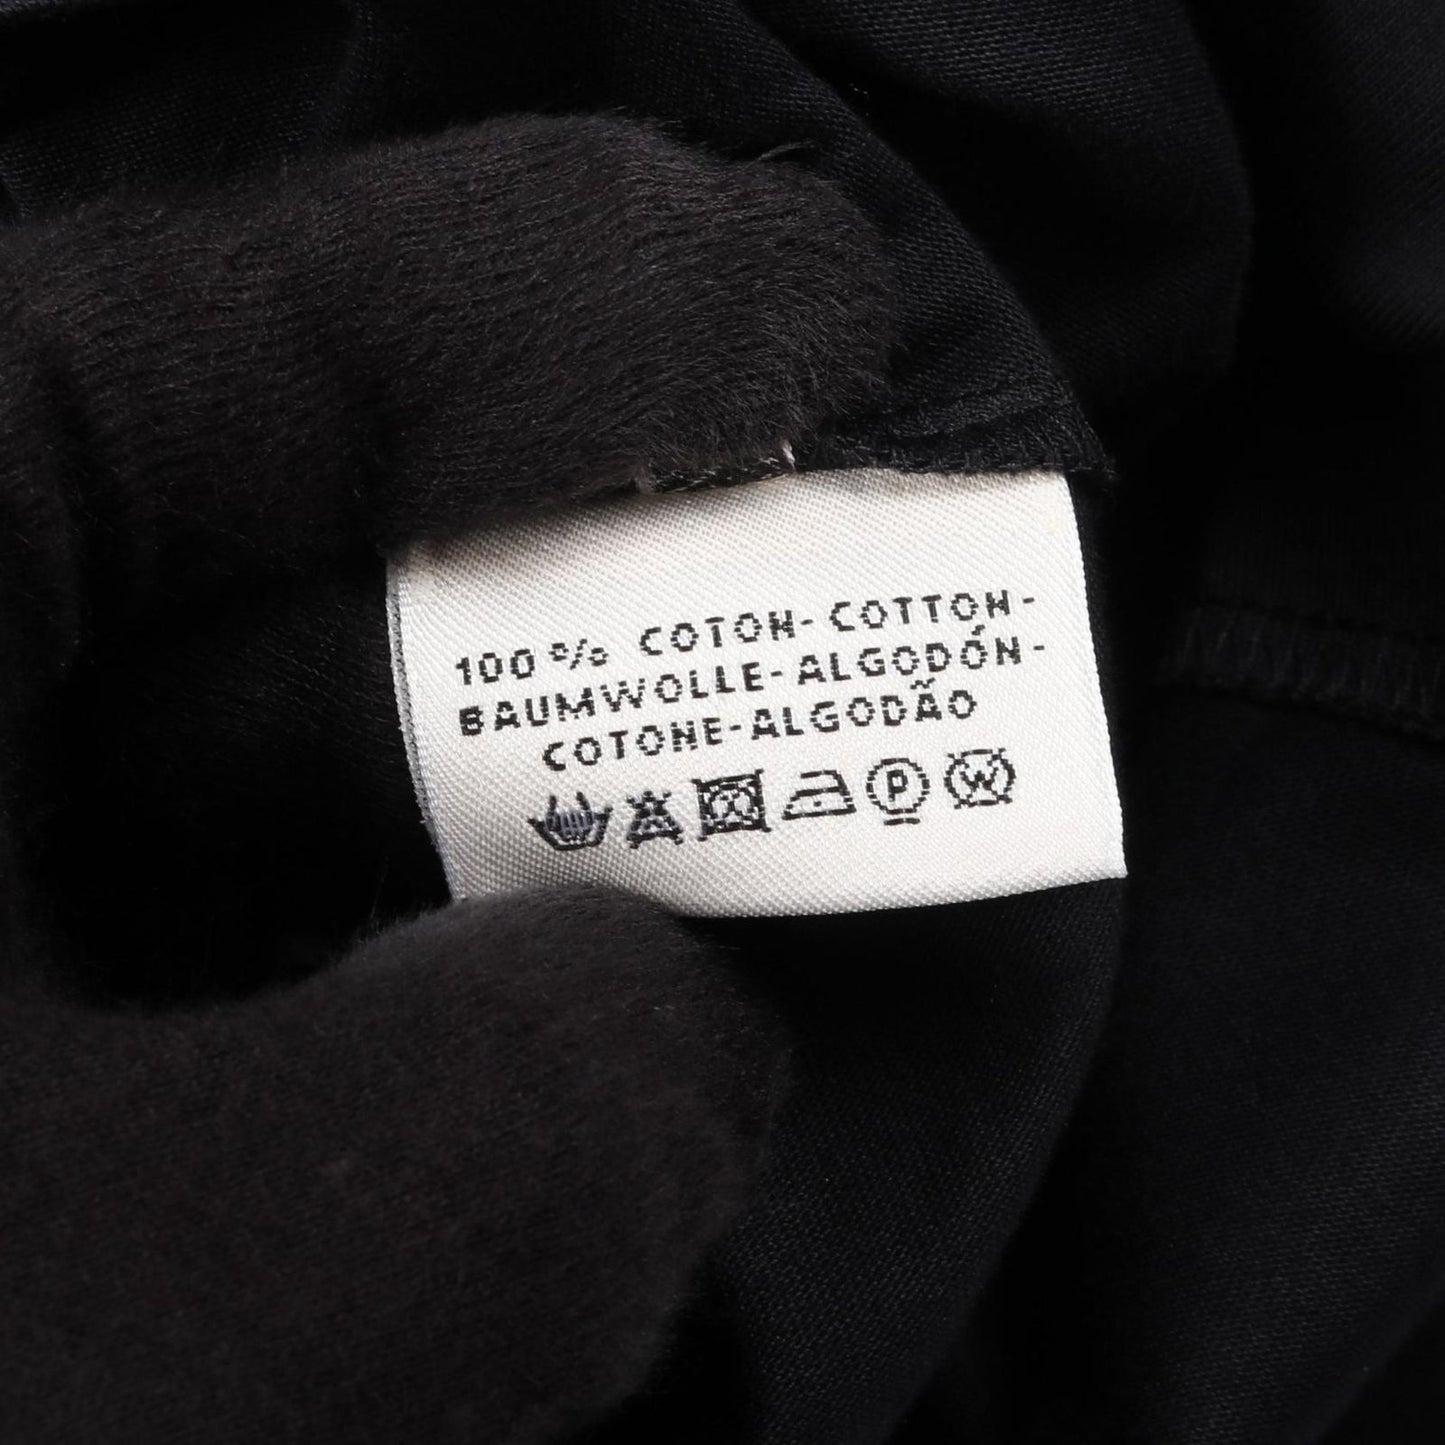 100% COTON-COTTON-
BAUMWOLLE-ALGODÓN-
COTONE-ALGODÃO
P W